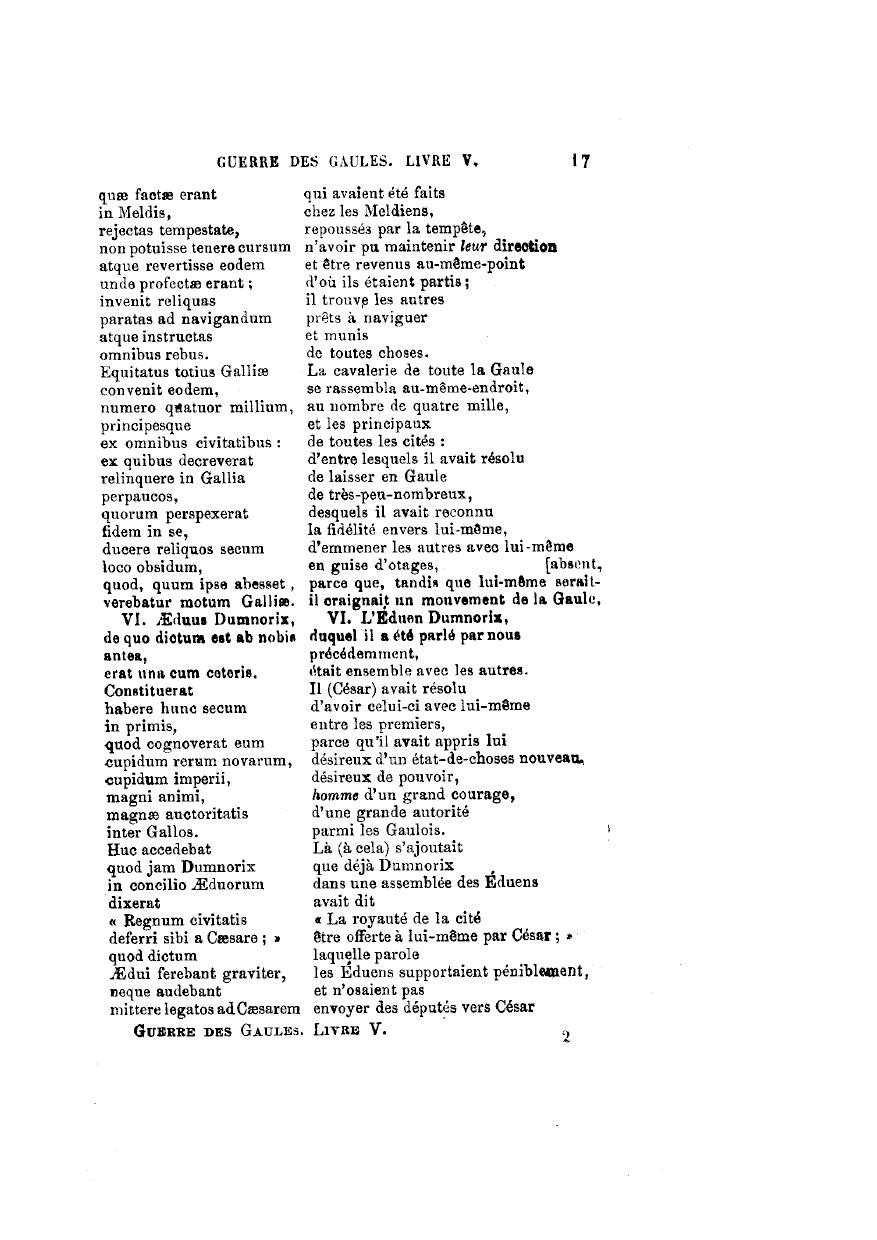 GUERRE DES GAULES. LIVRE V. 17
quæ factæ erant qui avaient été faits
in Meldis, chez les Meldiens,
rejectas tempestate, repoussés par la tempête,
non potuisse tenere cursum n'avoir pu maintenir leur direction
atque revertisse eodem et être revenus au-même-point
unde profectæ erant ; d'où ils étaient partis ;
invenit reliquas il trouve les autres
paratas ad navigandum prêts à naviguer
atque instructas et munis
omnibus rebus. de toutes choses.
Equitatus totius Galliæ La cavalerie de toute la Gaule
convenit eodem, se rassembla au-même-endroit,
numero quatuor millium, au nombre de quatre mille,
principesque et les principaux
ex omnibus civitatibus : de toutes les cités :
ex quibus decreverat d'entre lesquels il avait résolu
relinquere in Gallia de laisser en Gaule
perpaucos, de très-peu-nombreux,
quorum perspexerat desquels il avait reconnu
fidem in se, la fidélité envers lui-même,
ducere reliquos secum d'emmener les autres avec lui-même
loco obsidum, en guise d'otages, [absent,
quod, quum ipse abesset, parce que, tandis que lui-même serait-
verebatur motum Galliæ. il craignait un mouvement de la Gaule.
VI. Æduus Dumnorix, VI. L'Éduen Dumnorix,
de quo dictum est ab nobis duquel il a été parlé par nous
antea, précédemment,
erat una cum ceteris. était ensemble avec les autres.
Constituerat Il (César) avait résolu
habere hunc secum d'avoir celui-ci avec lui-même
in primis, entre les premiers,
quod cognoverat eum parce qu'il avait appris lui
cupidum rerum novarum, désireux d'un état-de-choses nouveau,
cupidum imperii, désireux de pouvoir,
magni animi, homme d'un grand courage,
magnæ auctoritatis d'une grande autorité
inter Gallos. parmi les Gaulois.
Huc accedebat Là (à cela) s'ajoutait
quod jam Dumnorix que déjà Dumnorix
in concilio Æduorum dans une assemblée des Éduens
dixerat avait dit
« Regnum civitatis « La royauté de la cité
deferri sibi a Cæsare ; » être offerte à lui-même par César ; »
quod dictum laquelle parole
Ædui ferebant graviter, les Éduens supportaient péniblement,
neque audebant et n'osaient pas
mittere legatos ad Cæsarem envoyer des députés vers César
GUERRE DES GAULES. LIVRE V. 2